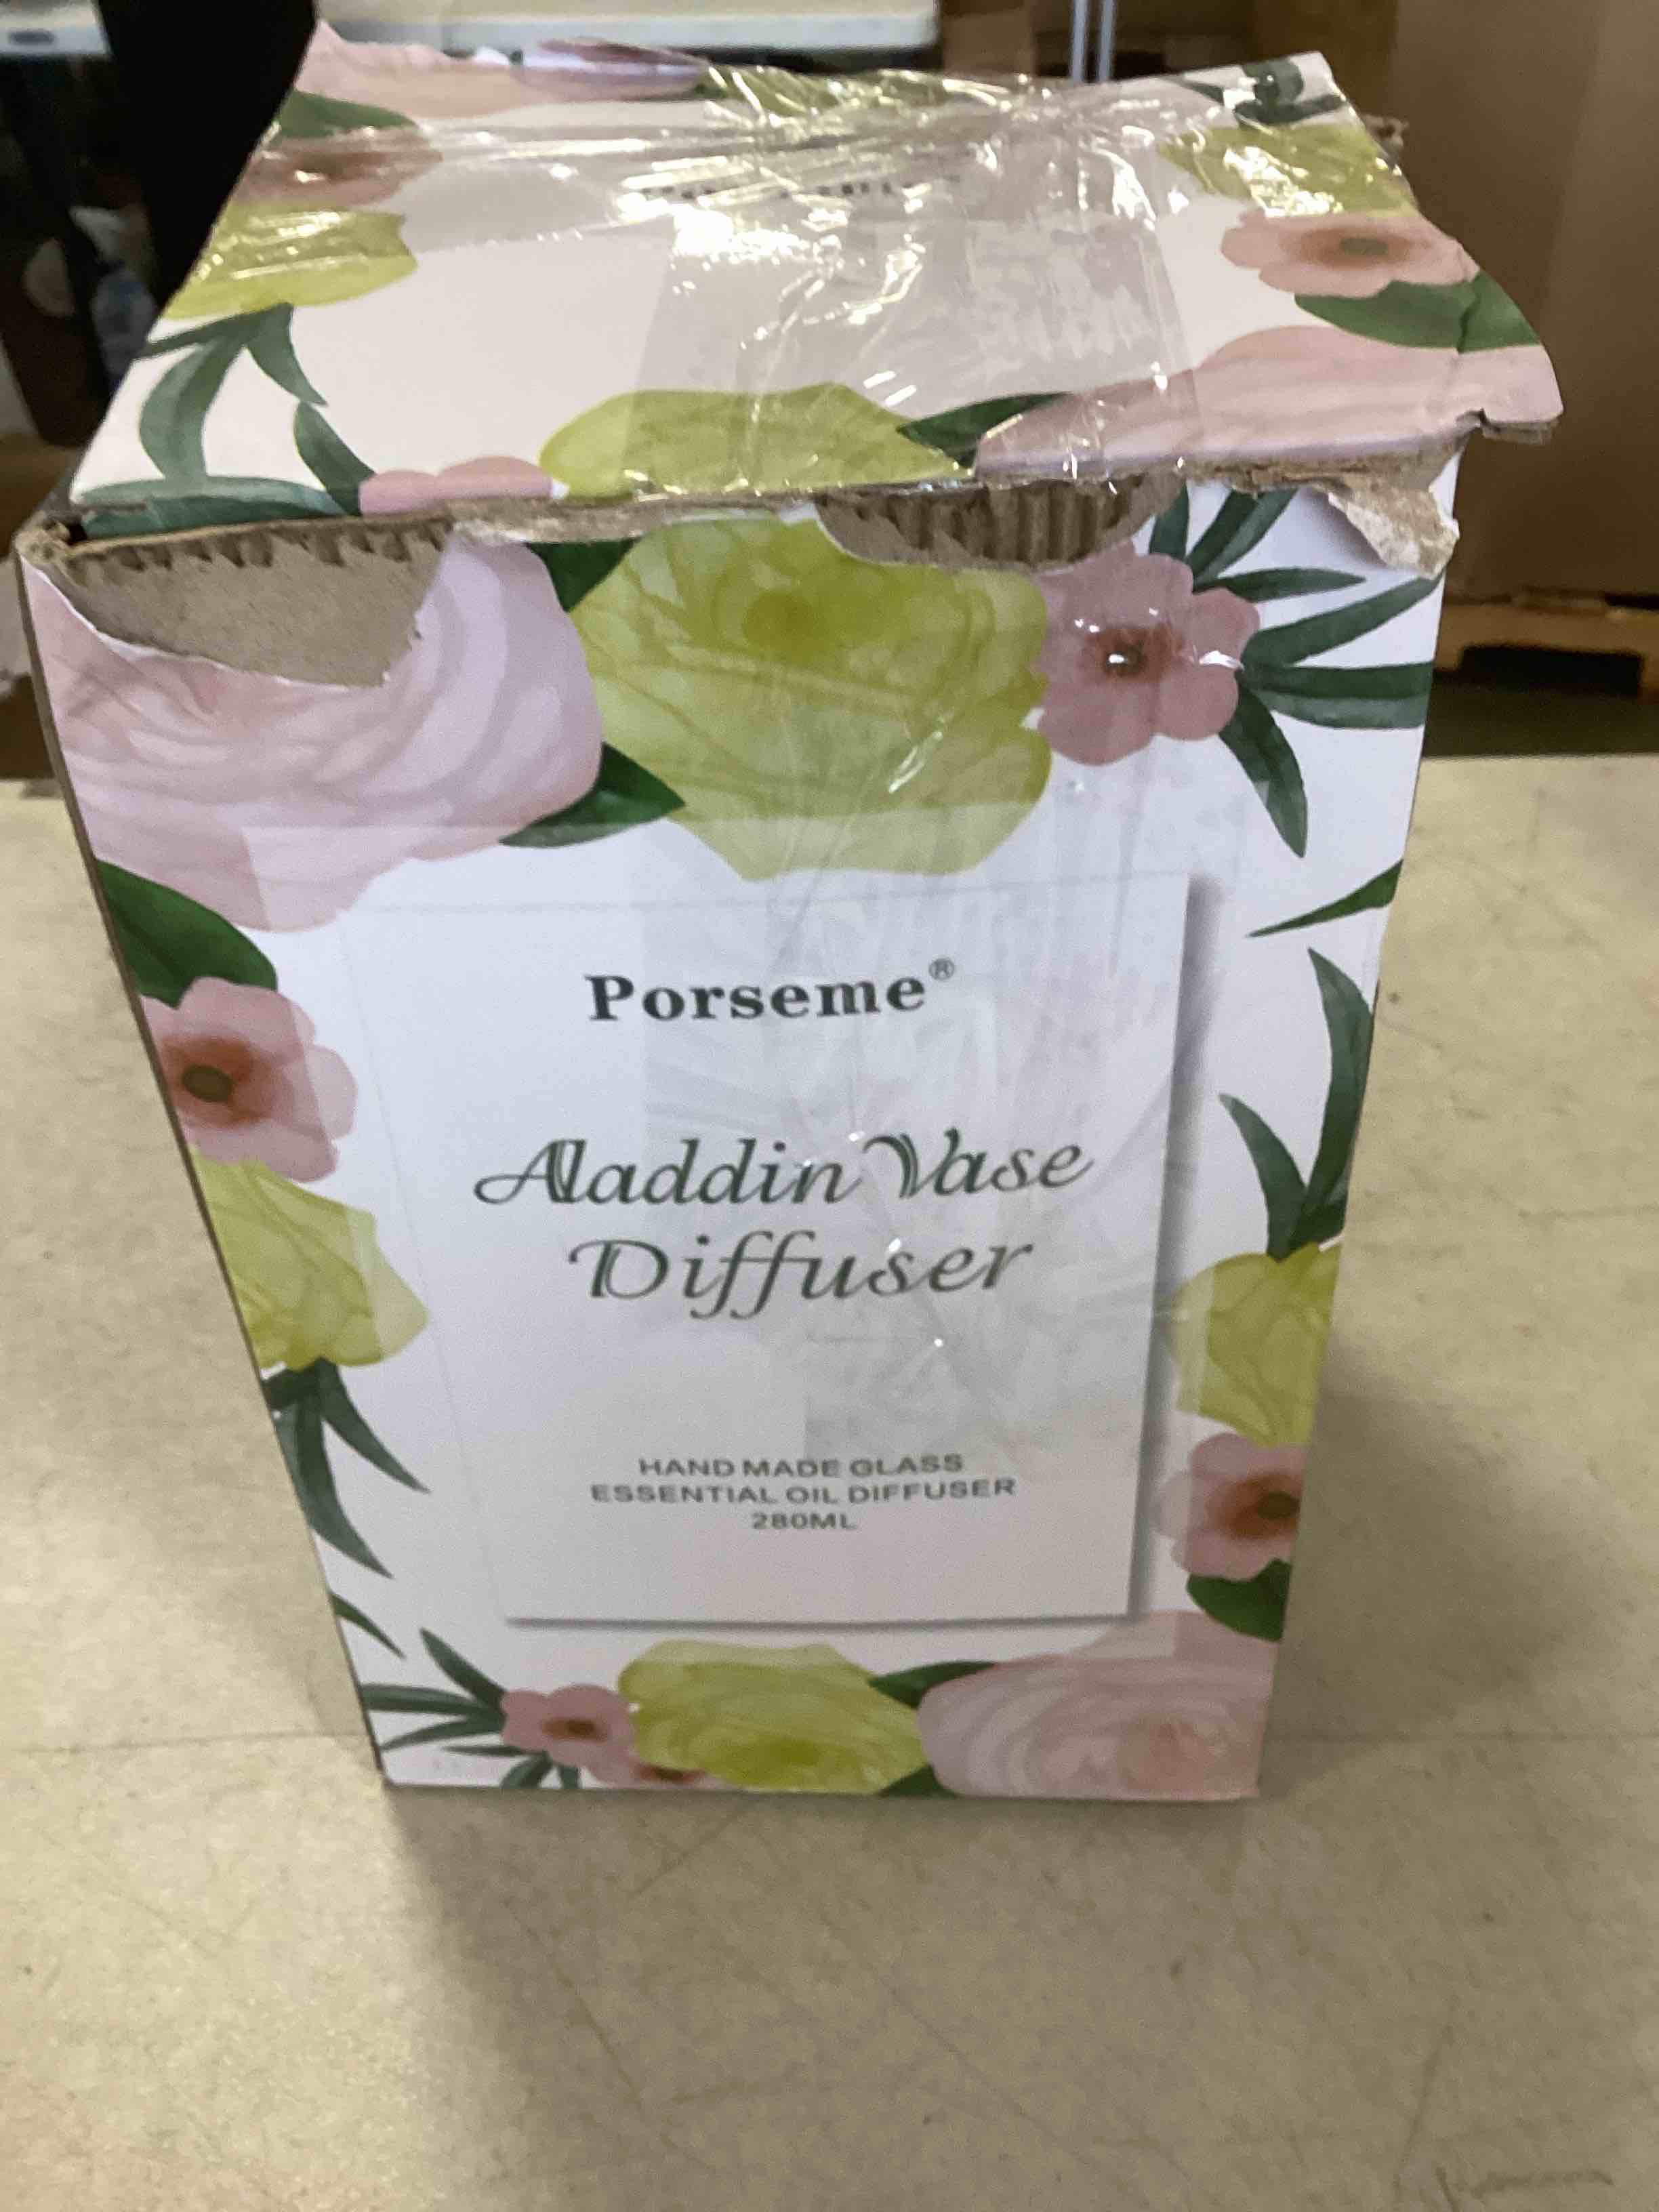 Porseme®
Aladdin Vase
Diffuser
HAND MADE GLASS
ESSENTIAL OIL DIFFUSER
280ML